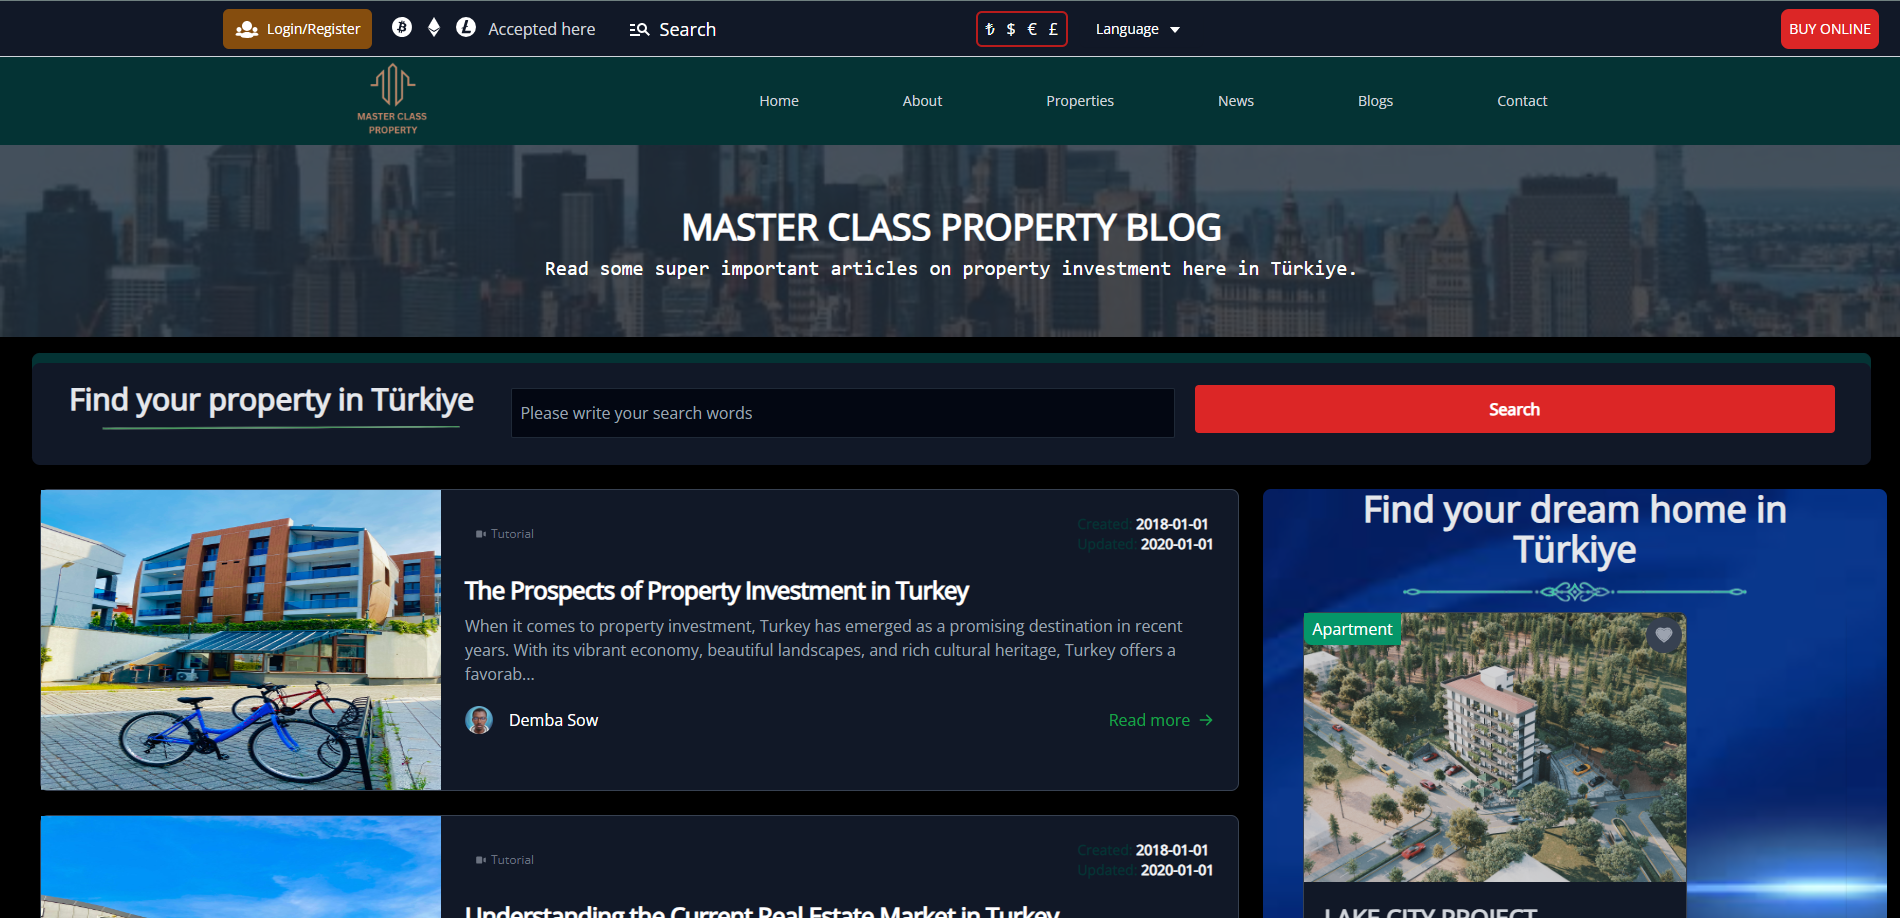 Login/Register
Accepted here
Search
₺ $ € £
Language
BUY ONLINE
MASTER CLASS
PROPERTY
Home
About
Properties
News
Blogs
Contact
MASTER CLASS PROPERTY BLOG
Read some super important articles on property investment here in Türkiye.
Find your property in Türkiye
Please write your search words
Search
Tutorial
Created: 2018-01-01
Updated: 2020-01-01
The Prospects of Property Investment in Turkey
When it comes to property investment, Turkey has emerged as a promising destination in recent
years. With its vibrant economy, beautiful landscapes, and rich cultural heritage, Turkey offers a
favorab...
Demba Sow
Read more
Tutorial
Created: 2018-01-01
Updated: 2020-01-01
Understanding the Current Real Estate Market in Turkey
Find your dream home in
Türkiye
Apartment
LAKE CITY PROJECT